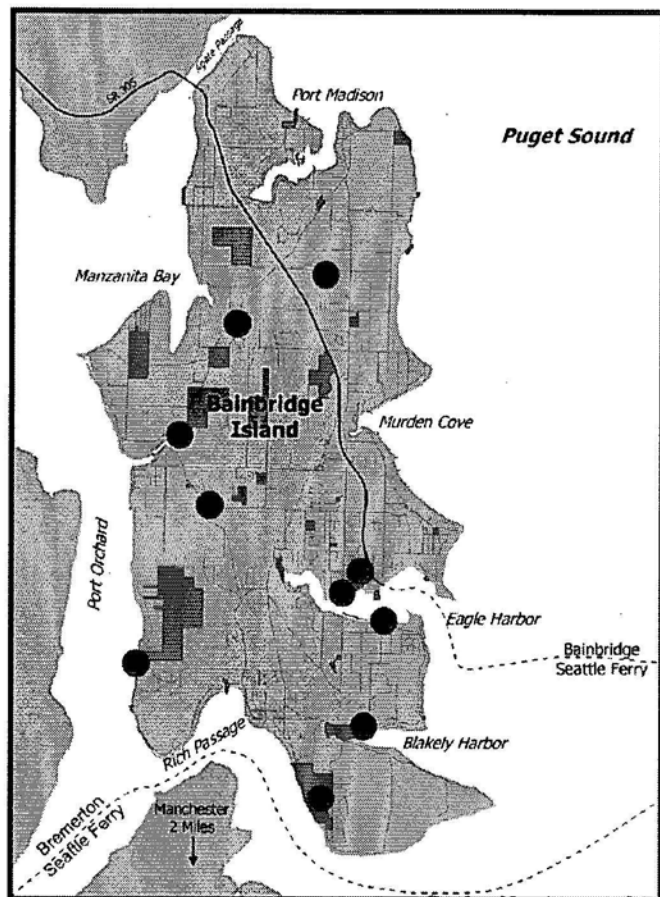 Agate Passage
SR 305
Port Madison
Puget Sound
Manzanita Bay
Bainbridge
Island
Murden Cove
Port Orchard
Eagle Harbor
Bainbridge
Seattle Ferry
Rich Passage
Blakely Harbor
Manchester
2 Miles
Bremerton
Seattle Ferry